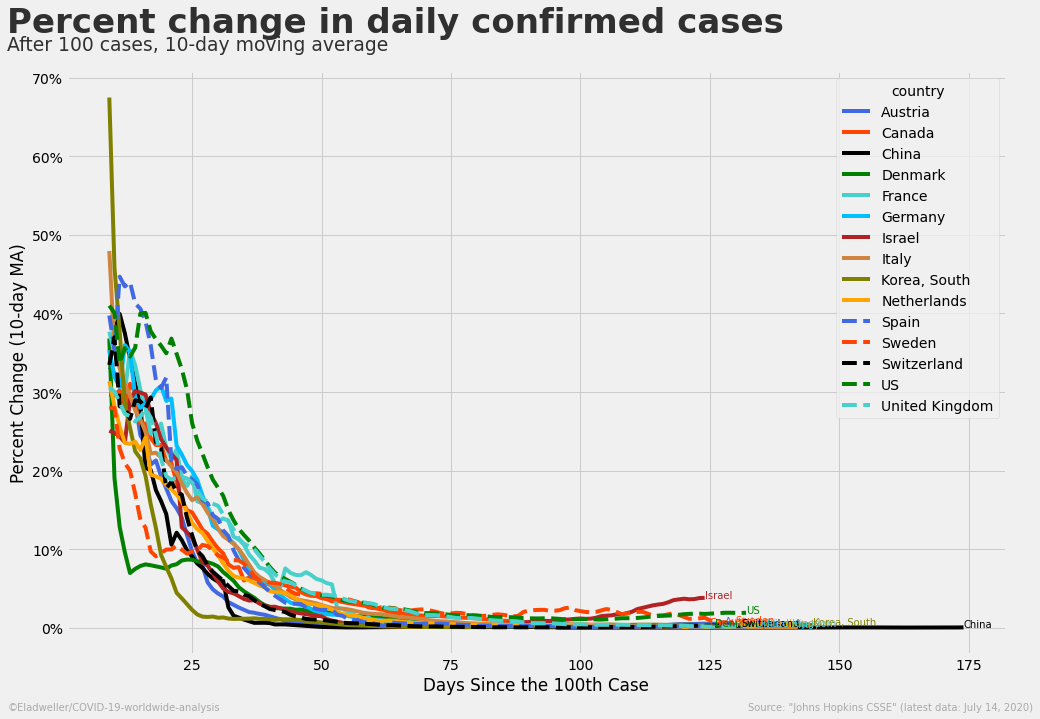 Percent change in daily confirmed cases
After 100 cases, 10-day moving average
70%
60%
50%
40%
30%
20%
10%
0%
Percent Change (10-day MA)
25
50
75
100
125
150
175
Days Since the 100th Case
country
Austria
Canada
China
Denmark
France
Germany
Israel
Italy
Korea, South
Netherlands
Spain
Sweden
Switzerland
US
United Kingdom
Israel
US
Sweden
Switzerland
Korea, South
China
©Eladweller/COVID-19-worldwide-analysis
Source: "Johns Hopkins CSSE" (latest data: July 14, 2020)